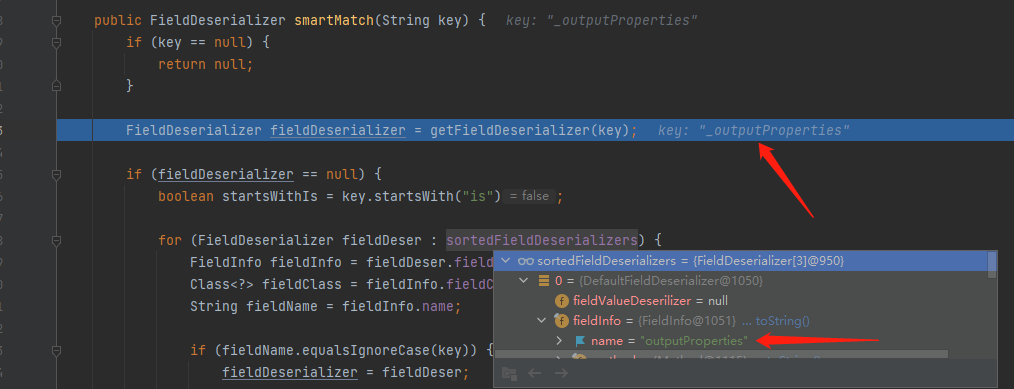 public FieldDeserializer smartMatch(String key) { key: "_outputProperties"
if (key == null) {
return null;
}
FieldDeserializer fieldDeserializer = getFieldDeserializer(key); key: "_outputProperties"
if (fieldDeserializer == null) {
boolean startsWithIs = key.startsWith("is") = false ;
for (FieldDeserializer fieldDeser : sortedFieldDeserializers) {
FieldInfo fieldInfo = fieldDeser.field
Class<?> fieldClass = fieldInfo.fieldC
String fieldName = fieldInfo.name;
if (fieldName.equalsIgnoreCase(key)) {
fieldDeserializer = fieldDeser;
sortedFieldDeserializers = {FieldDeserializer[3]@950}
0 = {DefaultFieldDeserializer@1050}
fieldValueDeserilizer = null
fieldInfo = {FieldInfo@1051} ... toString()
name = "outputProperties"